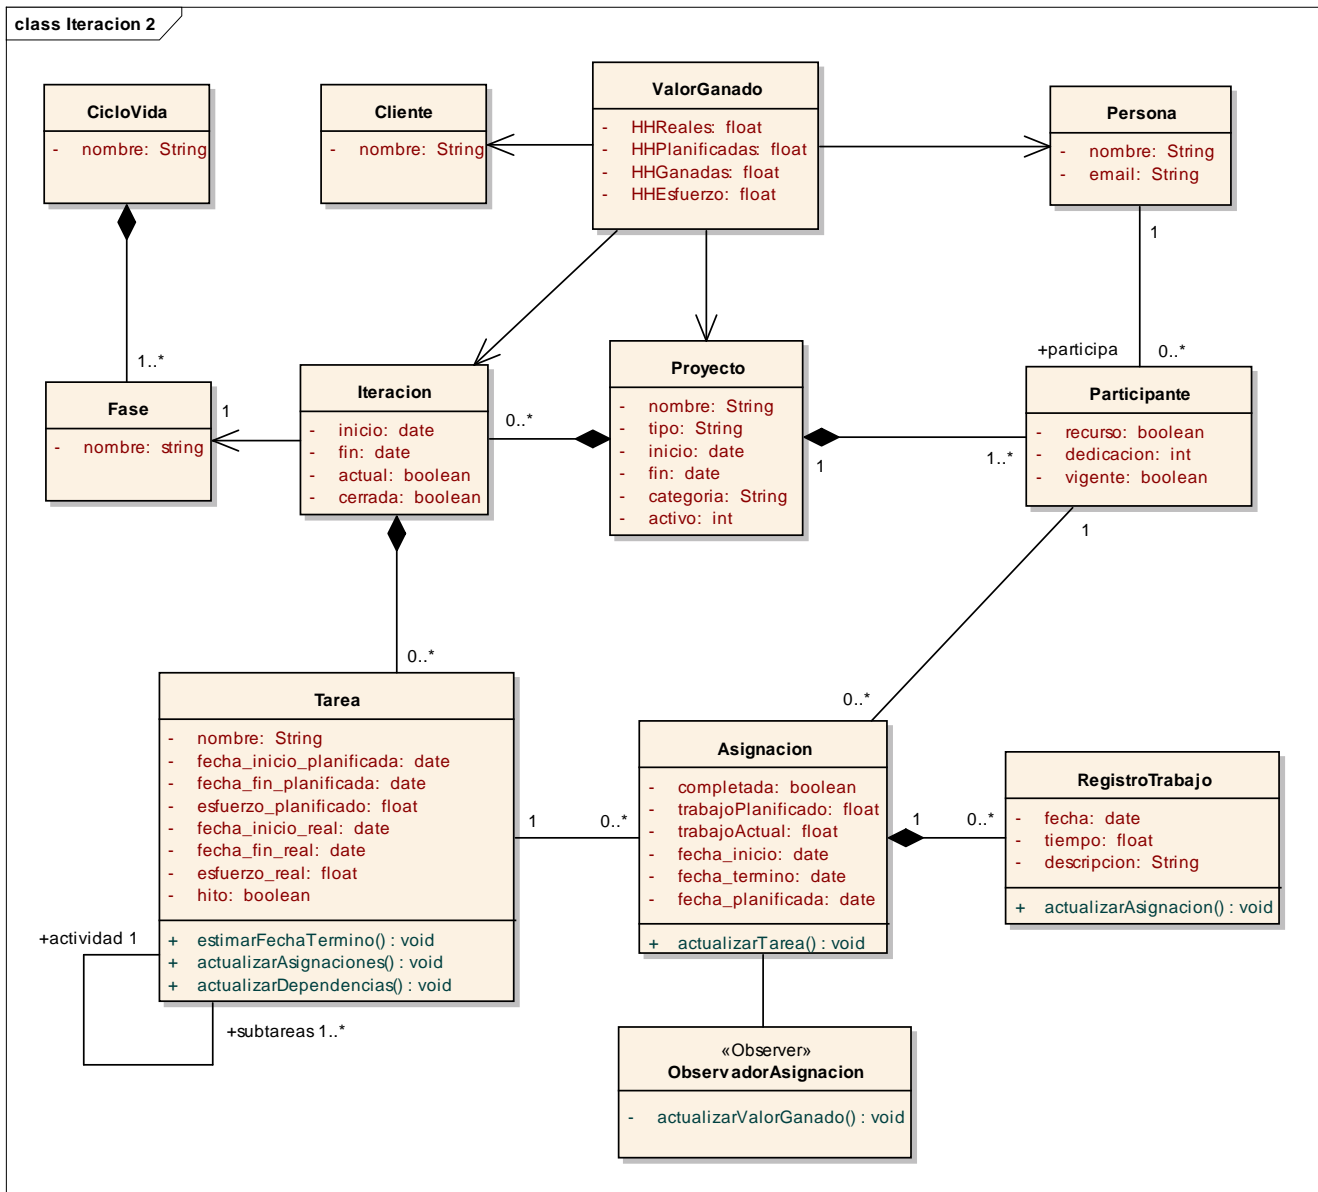 class Iteracion 2
CicloVida
- nombre: String
Cliente
- nombre: String
ValorGanado
- HHReales: float
- HHPlanificadas: float
- HHGanadas: float
- HHEsfuerzo: float
Persona
- nombre: String
- email: String
1
+participa
0..*
1..*
Fase
- nombre: string
1
Iteracion
- inicio: date
- fin: date
- actual: boolean
- cerrada: boolean
0..*
Proyecto
- nombre: String
- tipo: String
- inicio: date
- fin: date
- categoria: String
- activo: int
1
1..*
Participante
- recurso: boolean
- dedicacion: int
- vigente: boolean
1
0..*
0..*
Tarea
- nombre: String
- fecha_inicio_planificada: date
- fecha_fin_planificada: date
- esfuerzo_planificado: float
- fecha_inicio_real: date
- fecha_fin_real: date
- esfuerzo_real: float
- hito: boolean
+ estimarFechaTermino() : void
+ actualizarAsignaciones() : void
+ actualizarDependencias() : void
+actividad 1
+subtareas 1..*
1
0..*
Asignacion
- completada: boolean
- trabajoPlanificado: float
- trabajoActual: float
- fecha_inicio: date
- fecha_termino: date
- fecha_planificada: date
+ actualizarTarea() : void
1
0..*
RegistroTrabajo
- fecha: date
- tiempo: float
- descripcion: String
+ actualizarAsignacion() : void
«Observer»
ObservadorAsignacion
- actualizarValorGanado() : void